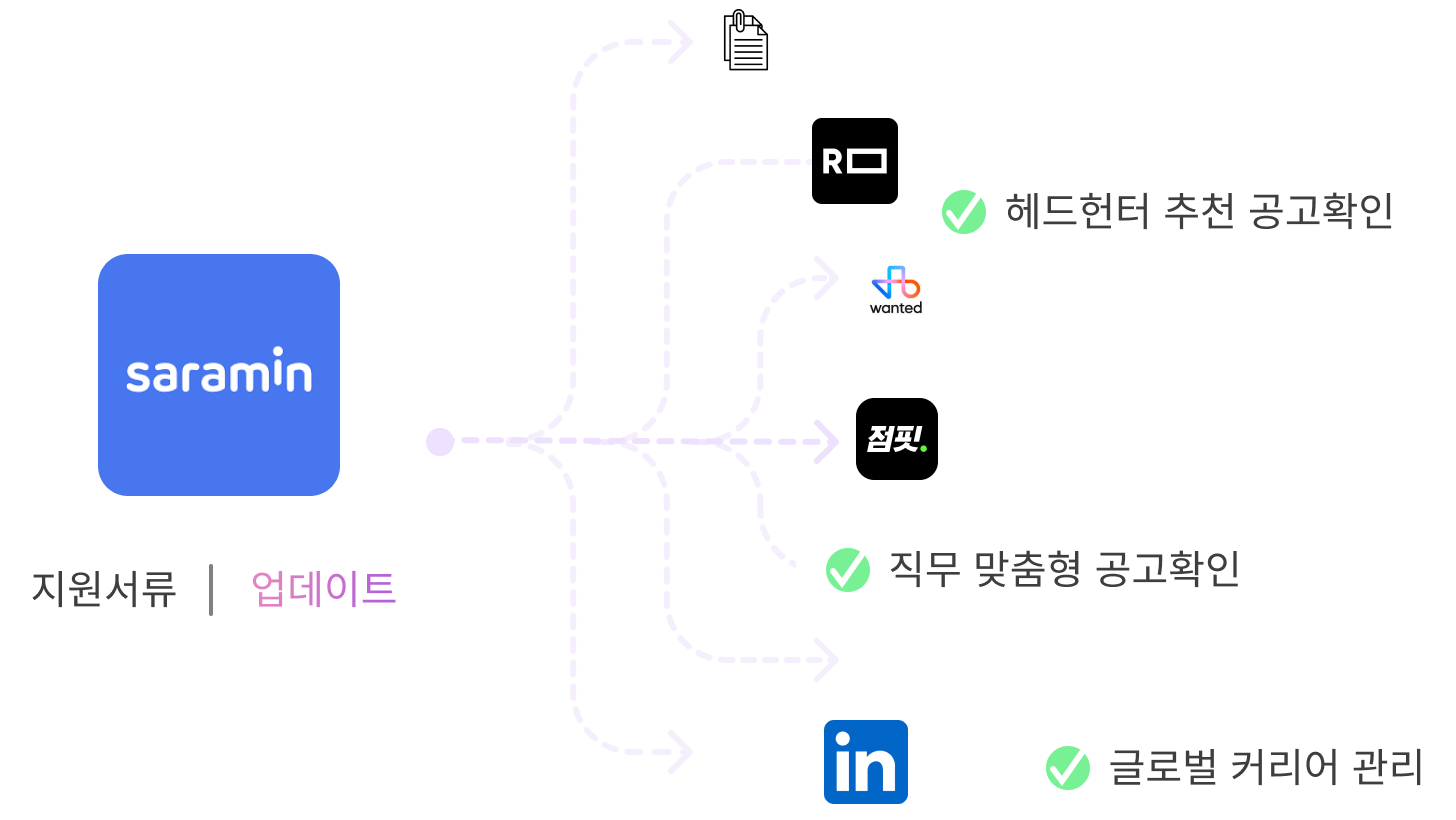 R
헤드헌터 추천 공고확인
wanted
saramin
점핏.
직무 맞춤형 공고확인
지원서류 | 업데이트
in
글로벌 커리어 관리